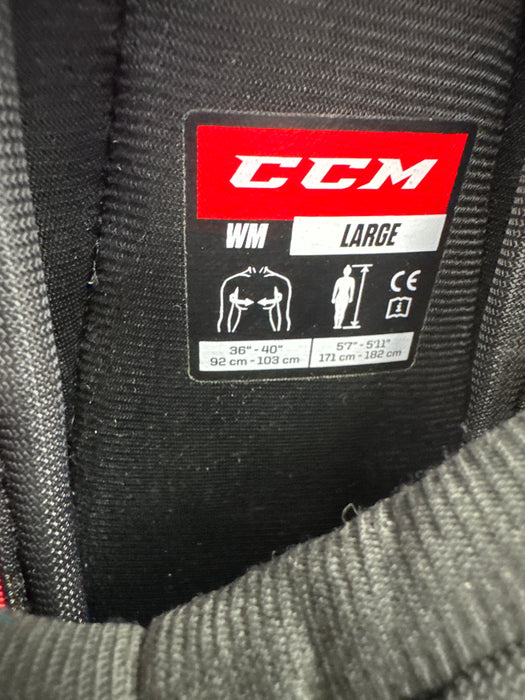 CCM
WM LARGE
CE
36" - 40" 5'7" - 5'11"
92 cm - 103 cm 171 cm - 182 cm